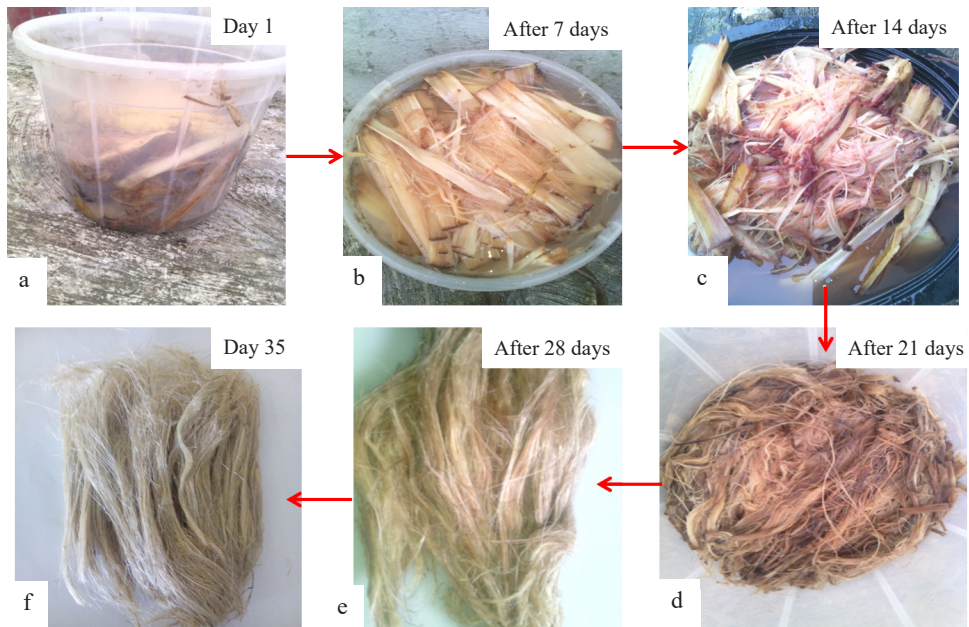 Day 1
a
After 7 days
b
After 14 days
c
After 21 days
d
After 28 days
e
Day 35
f